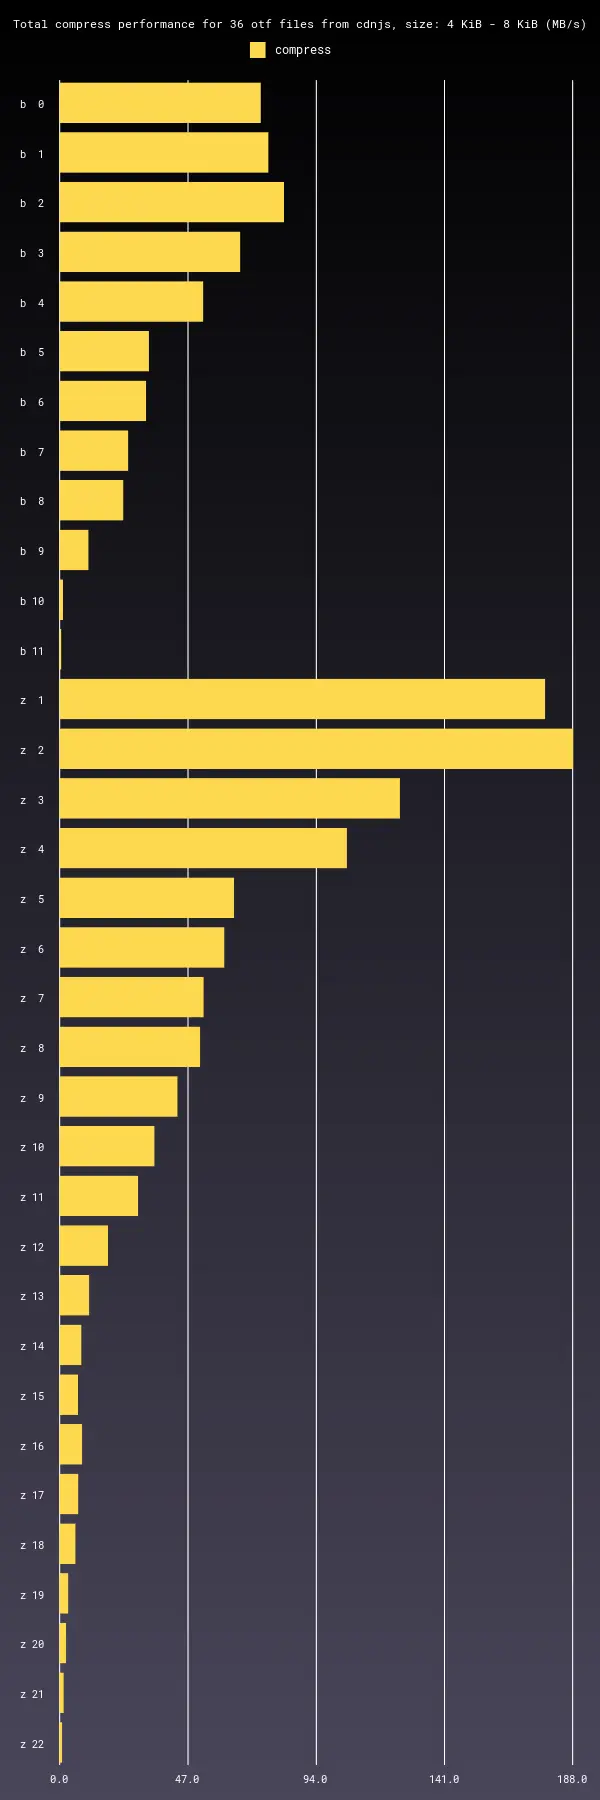 Total compress performance for 36 otf files from cdnjs, size: 4 KiB - 8 KiB (MB/s)
compress
b  0
b  1
b  2
b  3
b  4
b  5
b  6
b  7
b  8
b  9
b 10
b 11
z  1
z  2
z  3
z  4
z  5
z  6
z  7
z  8
z  9
z 10
z 11
z 12
z 13
z 14
z 15
z 16
z 17
z 18
z 19
z 20
z 21
z 22
0.0 47.0 94.0 141.0 188.0